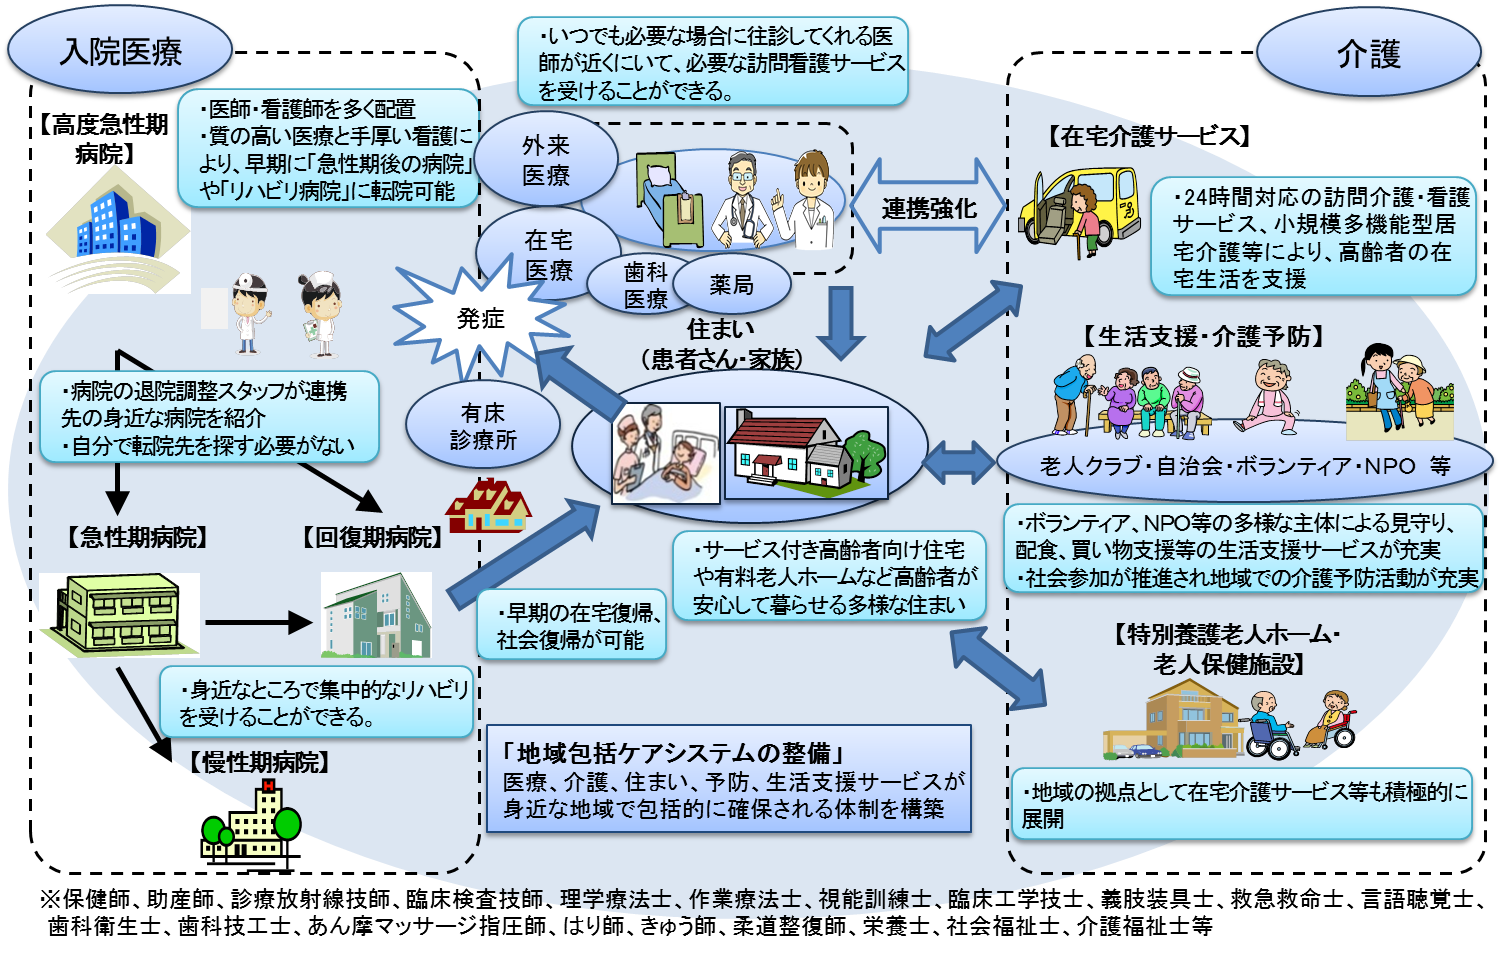 入院医療
【高度急性期
病院】
・医師・看護師を多く配置
・質の高い医療と手厚い看護に
より、早期に「急性期後の病院」
や「リハビリ病院」に転院可能
・いつでも必要な場合に往診してくれる医
師が近くにいて、必要な訪問看護サービス
を受けることができる。
外来
医療
在宅
医療
歯科
医療
薬局
発症
住まい
（患者さん・家族）
連携強化
介護
【在宅介護サービス】
・24時間対応の訪問介護・看護
サービス、小規模多機能型居
宅介護等により、高齢者の在
宅生活を支援
【生活支援・介護予防】
老人クラブ・自治会・ボランティア・NPO 等
・ボランティア、NPO等の多様な主体による見守り、
配食、買い物支援等の生活支援サービスが充実
・社会参加が推進され地域での介護予防活動が充実
・病院の退院調整スタッフが連携
先の身近な病院を紹介
・自分で転院先を探す必要がない
有床
診療所
【急性期病院】
【回復期病院】
・サービス付き高齢者向け住宅
や有料老人ホームなど高齢者が
安心して暮らせる多様な住まい
・早期の在宅復帰、
社会復帰が可能
【特別養護老人ホーム・
老人保健施設】
・身近なところで集中的なリハビリ
を受けることができる。
【慢性期病院】
H
「地域包括ケアシステムの整備」
医療、介護、住まい、予防、生活支援サービスが
身近な地域で包括的に確保される体制を構築
・地域の拠点として在宅介護サービス等も積極的に
展開
※保健師、助産師、診療放射線技師、臨床検査技師、理学療法士、作業療法士、視能訓練士、臨床工学技士、義肢装具士、救急救命士、言語聴覚士、
歯科衛生士、歯科技工士、あん摩マッサージ指圧師、はり師、きゅう師、柔道整復師、栄養士、社会福祉士、介護福祉士等